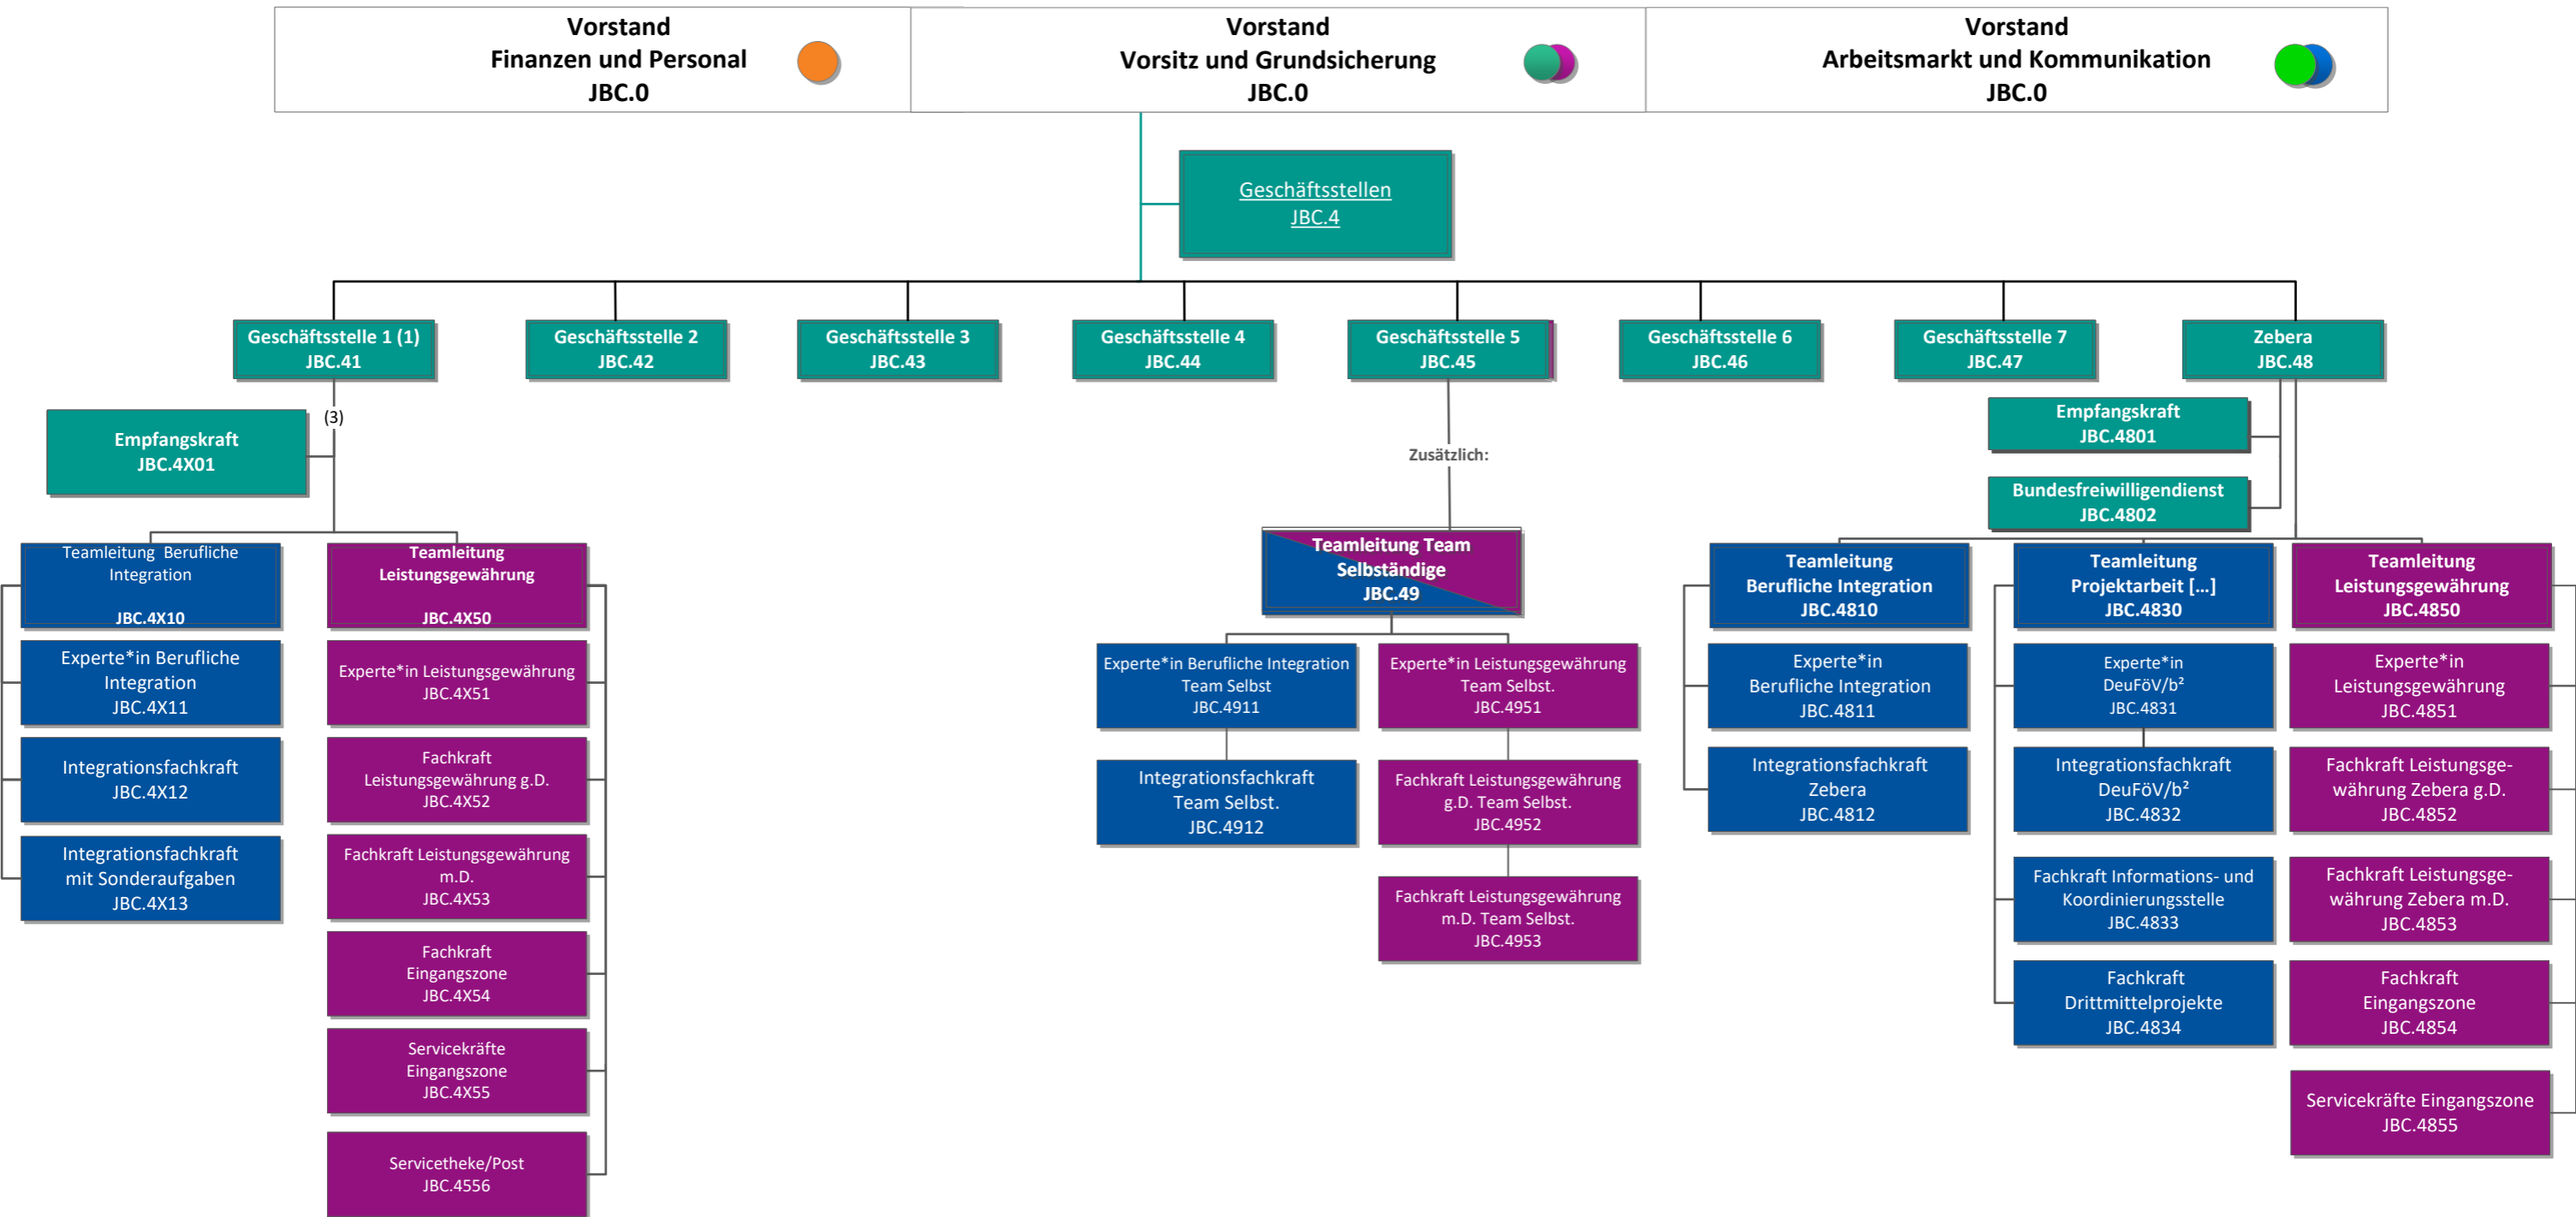 Vorstand
Finanzen und Personal
JBC.0
Vorstand
Vorsitz und Grundsicherung
JBC.0
Vorstand
Arbeitsmarkt und Kommunikation
JBC.0
Geschäftsstellen
JBC.4
Geschäftsstelle 1 (1)
JBC.41
Geschäftsstelle 2
JBC.42
Geschäftsstelle 3
JBC.43
Geschäftsstelle 4
JBC.44
Geschäftsstelle 5
JBC.45
Geschäftsstelle 6
JBC.46
Geschäftsstelle 7
JBC.47
Zebera
JBC.48
(3)
Empfangskraft
JBC.4X01
Teamleitung Berufliche
Integration
JBC.4X10
Experte*in Berufliche
Integration
JBC.4X11
Integrationsfachkraft
JBC.4X12
Integrationsfachkraft
mit Sonderaufgaben
JBC.4X13
Teamleitung
Leistungsgewährung
JBC.4X50
Experte*in Leistungsgewährung
JBC.4X51
Fachkraft
Leistungsgewährung g.D.
JBC.4X52
Fachkraft Leistungsgewährung
m.D.
JBC.4X53
Fachkraft
Eingangszone
JBC.4X54
Servicekräfte
Eingangszone
JBC.4X55
Servicetheke/Post
JBC.4556
Zusätzlich:
Teamleitung Team
Selbständige
JBC.49
Experte*in Berufliche Integration
Team Selbst
JBC.4911
Integrationsfachkraft
Team Selbst.
JBC.4912
Experte*in Leistungsgewährung
Team Selbst.
JBC.4951
Fachkraft Leistungsgewährung
g.D. Team Selbst.
JBC.4952
Fachkraft Leistungsgewährung
m.D. Team Selbst.
JBC.4953
Empfangskraft
JBC.4801
Bundesfreiwilligendienst
JBC.4802
Teamleitung
Berufliche Integration
JBC.4810
Experte*in
Berufliche Integration
JBC.4811
Integrationsfachkraft
Zebera
JBC.4812
Teamleitung
Projektarbeit [...]
JBC.4830
Experte*in
DeuFöV/b²
JBC.4831
Integrationsfachkraft
DeuFöV/b²
JBC.4832
Fachkraft Informations- und
Koordinierungsstelle
JBC.4833
Fachkraft
Drittmittelprojekte
JBC.4834
Teamleitung
Leistungsgewährung
JBC.4850
Experte*in
Leistungsgewährung
JBC.4851
Fachkraft Leistungsge-
währung Zebera g.D.
JBC.4852
Fachkraft Leistungsge-
währung Zebera m.D.
JBC.4853
Fachkraft
Eingangszone
JBC.4854
Servicekräfte Eingangszone
JBC.4855